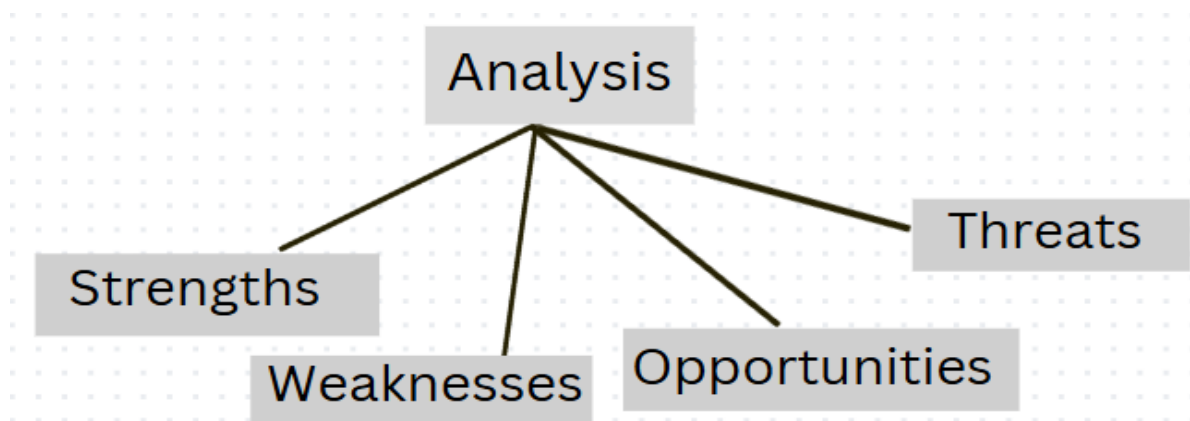 Analysis
Strengths
Weaknesses
Opportunities
Threats